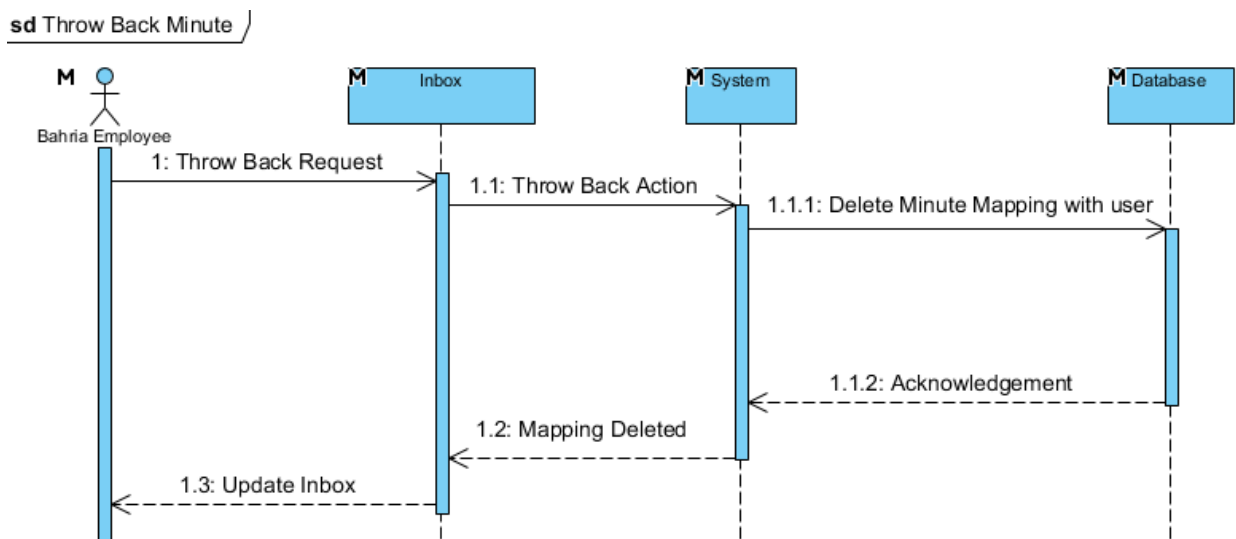 sd Throw Back Minute
M
Bahria Employee
M Inbox
M System
M Database
1: Throw Back Request
1.1: Throw Back Action
1.1.1: Delete Minute Mapping with user
1.1.2: Acknowledgement
1.2: Mapping Deleted
1.3: Update Inbox